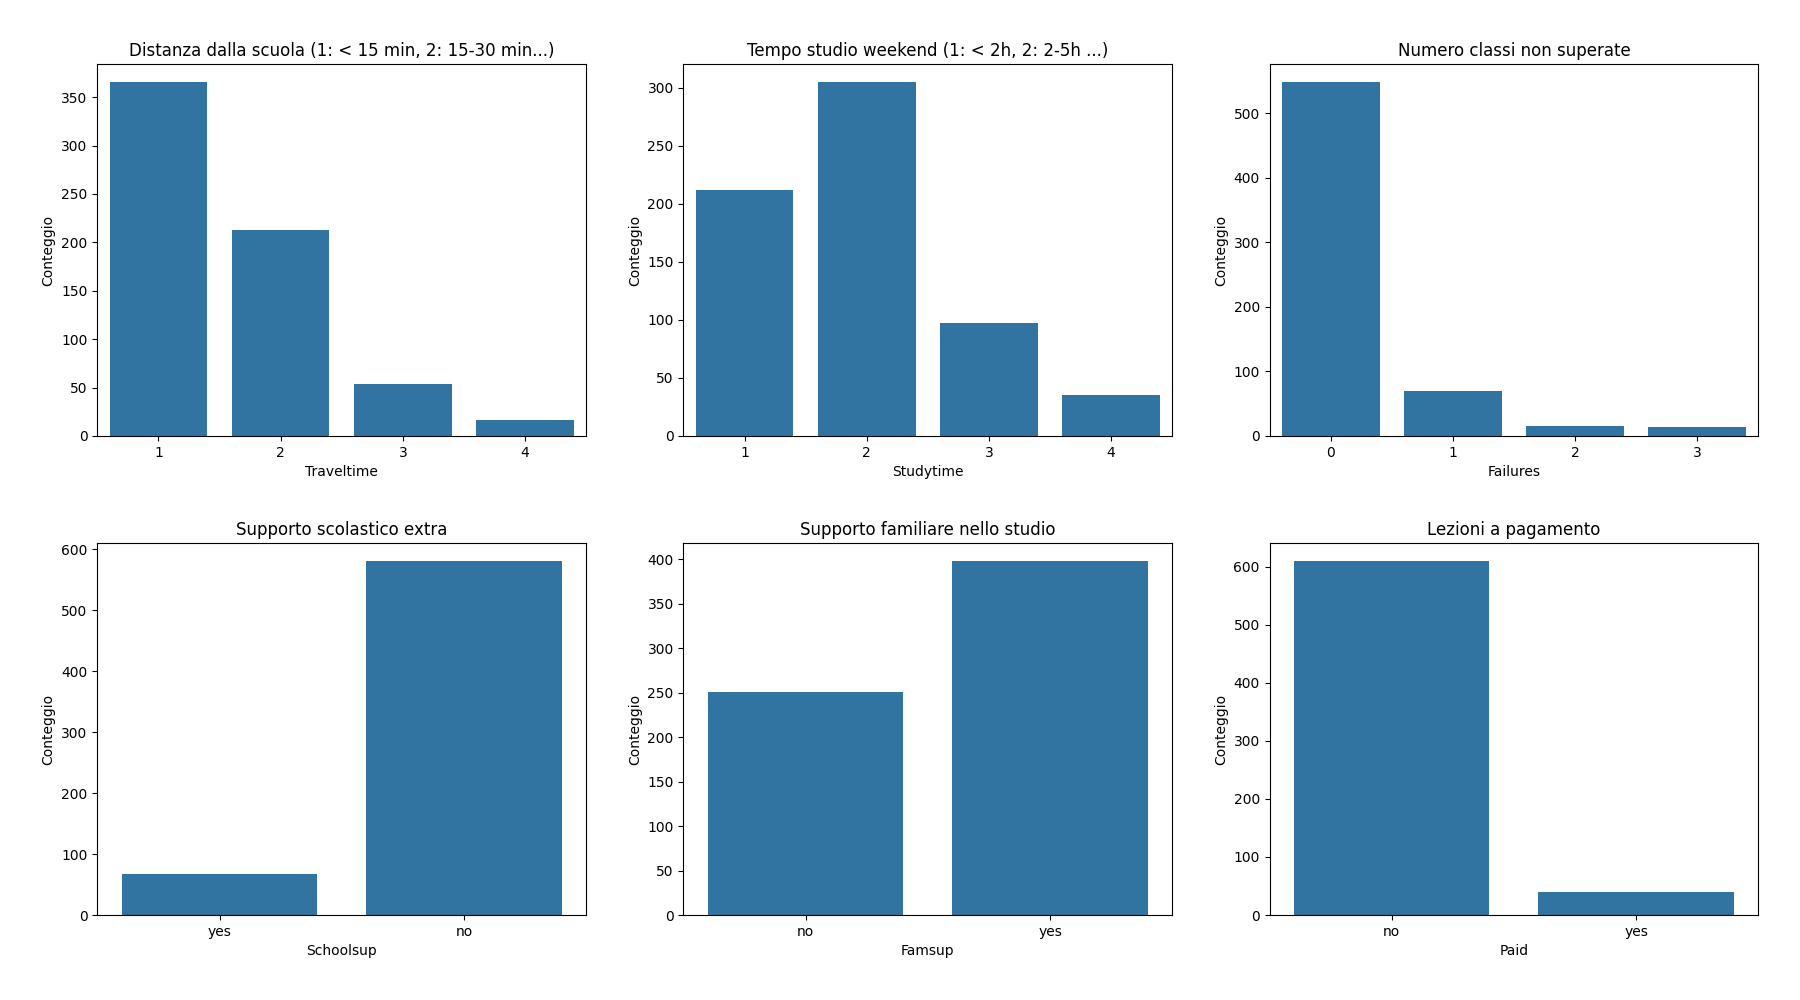 Distanza dalla scuola (1: < 15 min, 2: 15-30 min...)
350
300
250
200
150
100
50
0
Conteggio
1 2 3 4
Traveltime
Tempo studio weekend (1: < 2h, 2: 2-5h ...)
300
250
200
150
100
50
0
Conteggio
1 2 3 4
Studytime
Numero classi non superate
500
400
300
200
100
0
Conteggio
0 1 2 3
Failures
Supporto scolastico extra
600
500
400
300
200
100
0
Conteggio
yes no
Schoolsup
Supporto familiare nello studio
400
350
300
250
200
150
100
50
0
Conteggio
no yes
Famsup
Lezioni a pagamento
600
500
400
300
200
100
0
Conteggio
no yes
Paid